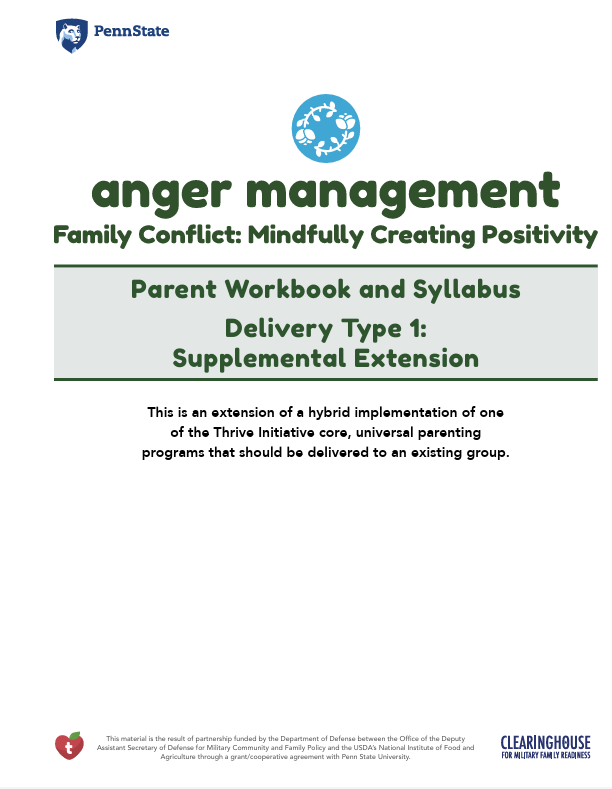 PennState
anger management
Family Conflict: Mindfully Creating Positivity
Parent Workbook and Syllabus
Delivery Type 1:
Supplemental Extension
This is an extension of a hybrid implementation of one
of the Thrive Initiative core, universal parenting
programs that should be delivered to an existing group.
t
This material is the result of partnership funded by the Department of Defense between the Office of the Deputy
Assistant Secretary of Defense for Military Community and Family Policy and the USDA's National Institute of Food and
Agriculture through a grant/cooperative agreement with Penn State University.
CLEARINGHOUSE
FOR MILITARY FAMILY READINESS